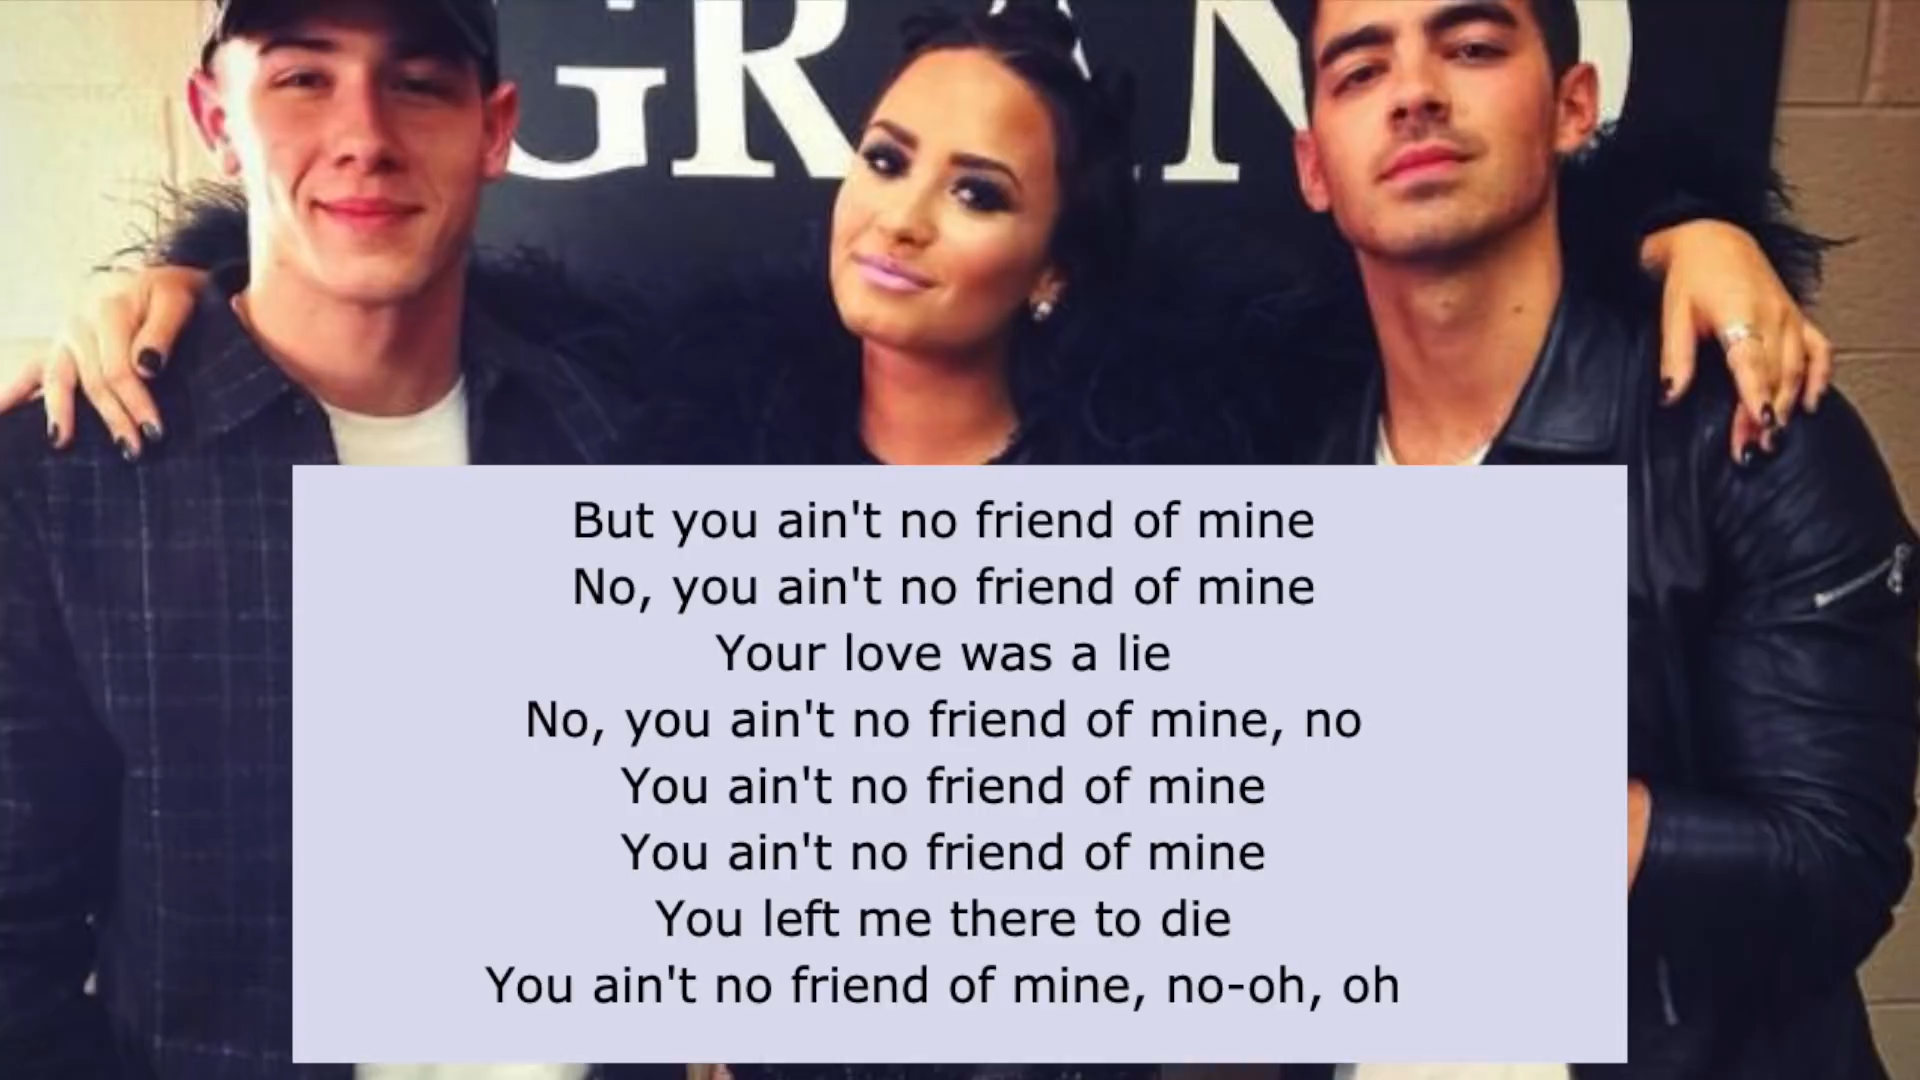 GRAND
But you ain't no friend of mine
No, you ain't no friend of mine
Your love was a lie
No, you ain't no friend of mine, no
You ain't no friend of mine
You ain't no friend of mine
You left me there to die
You ain't no friend of mine, no-oh, oh